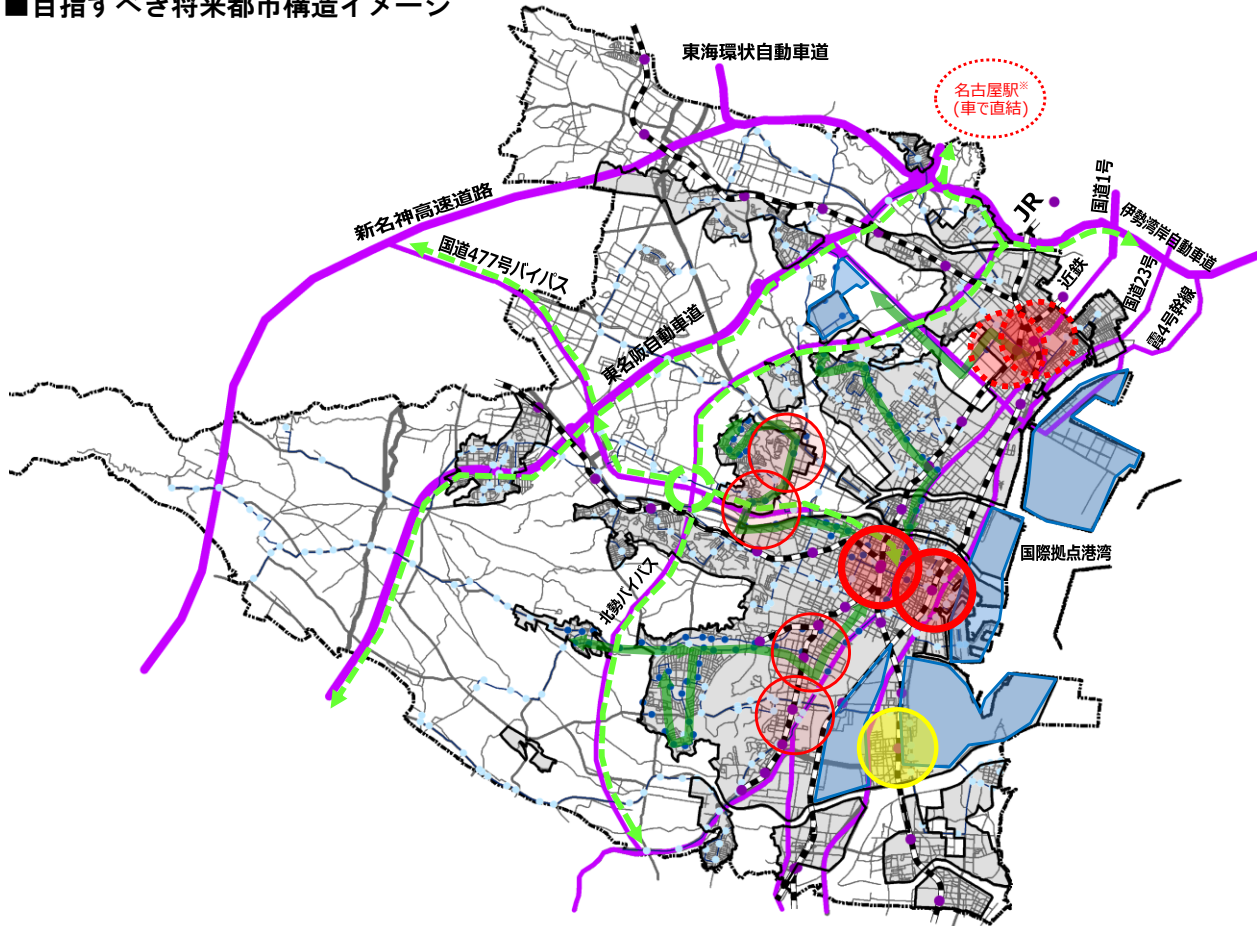 ■目指すべき将来都市構造イメージ
東海環状自動車道
名古屋駅※
(車で直結)
国道1号
JR
伊勢湾岸自動車道
新名神高速道路
国道477号バイパス
近鉄
国道23号
霞4号幹線
東名阪自動車道
国際拠点港湾
北勢バイパス